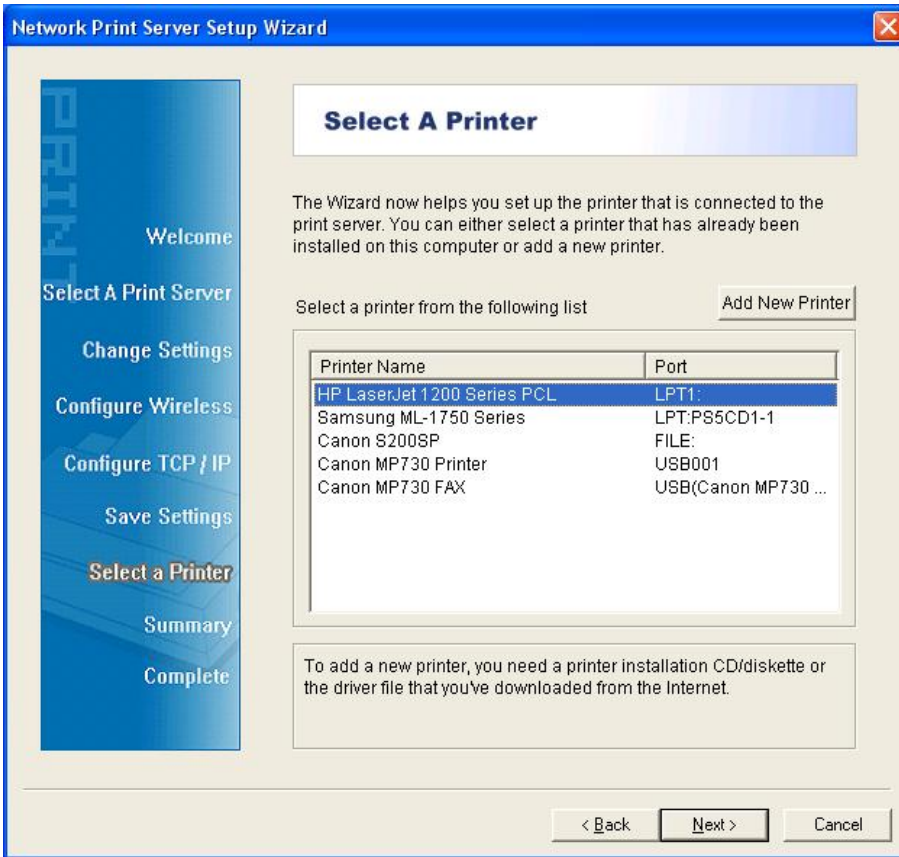 Network Print Server Setup Wizard
PRINT
Welcome
Select A Print Server
Change Settings
Configure Wireless
Configure TCP / IP
Save Settings
Select a Printer
Summary
Complete
Select A Printer
The Wizard now helps you set up the printer that is connected to the
print server. You can either select a printer that has already been
installed on this computer or add a new printer.
Select a printer from the following list
Add New Printer
Printer Name Port
HP LaserJet 1200 Series PCL LPT1:
Samsung ML-1750 Series LPT:PS5CD1-1
Canon S200SP FILE:
Canon MP730 Printer USB001
Canon MP730 FAX USB(Canon MP730 ...
To add a new printer, you need a printer installation CD/diskette or
the driver file that you've downloaded from the Internet.
< Back Next > Cancel